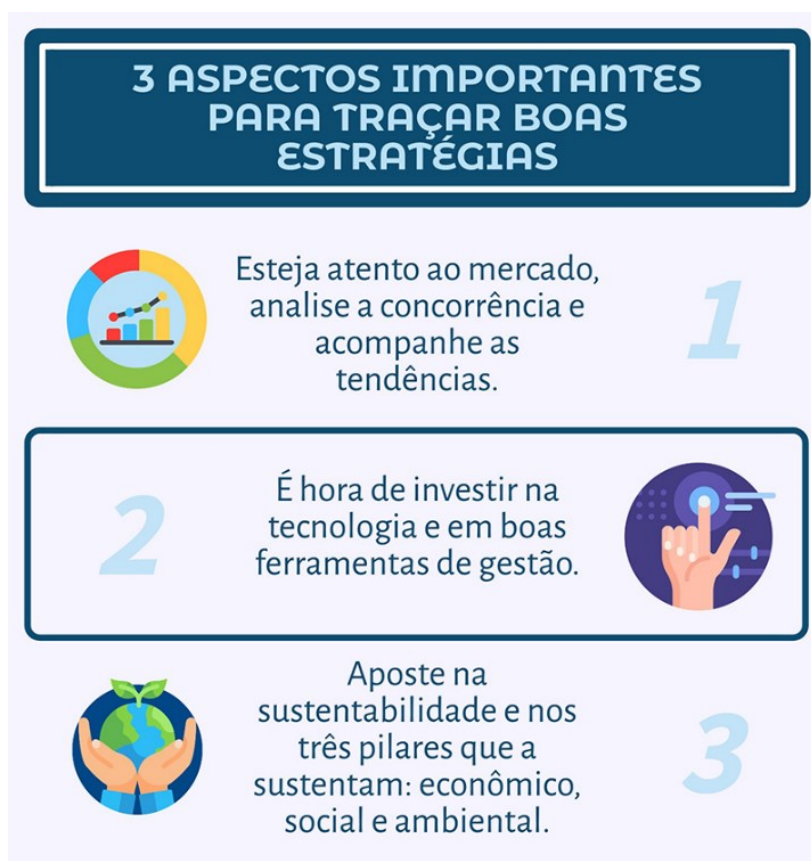 3 ASPECTOS IMPORTANTES
PARA TRAÇAR BOAS
ESTRATÉGIAS
Esteja atento ao mercado,
analise a concorrência e
acompanhe as
tendências.
1
2
É hora de investir na
tecnologia e em boas
ferramentas de gestão.
Aposte na
sustentabilidade e nos
três pilares que a
sustentam: econômico,
social e ambiental.
3